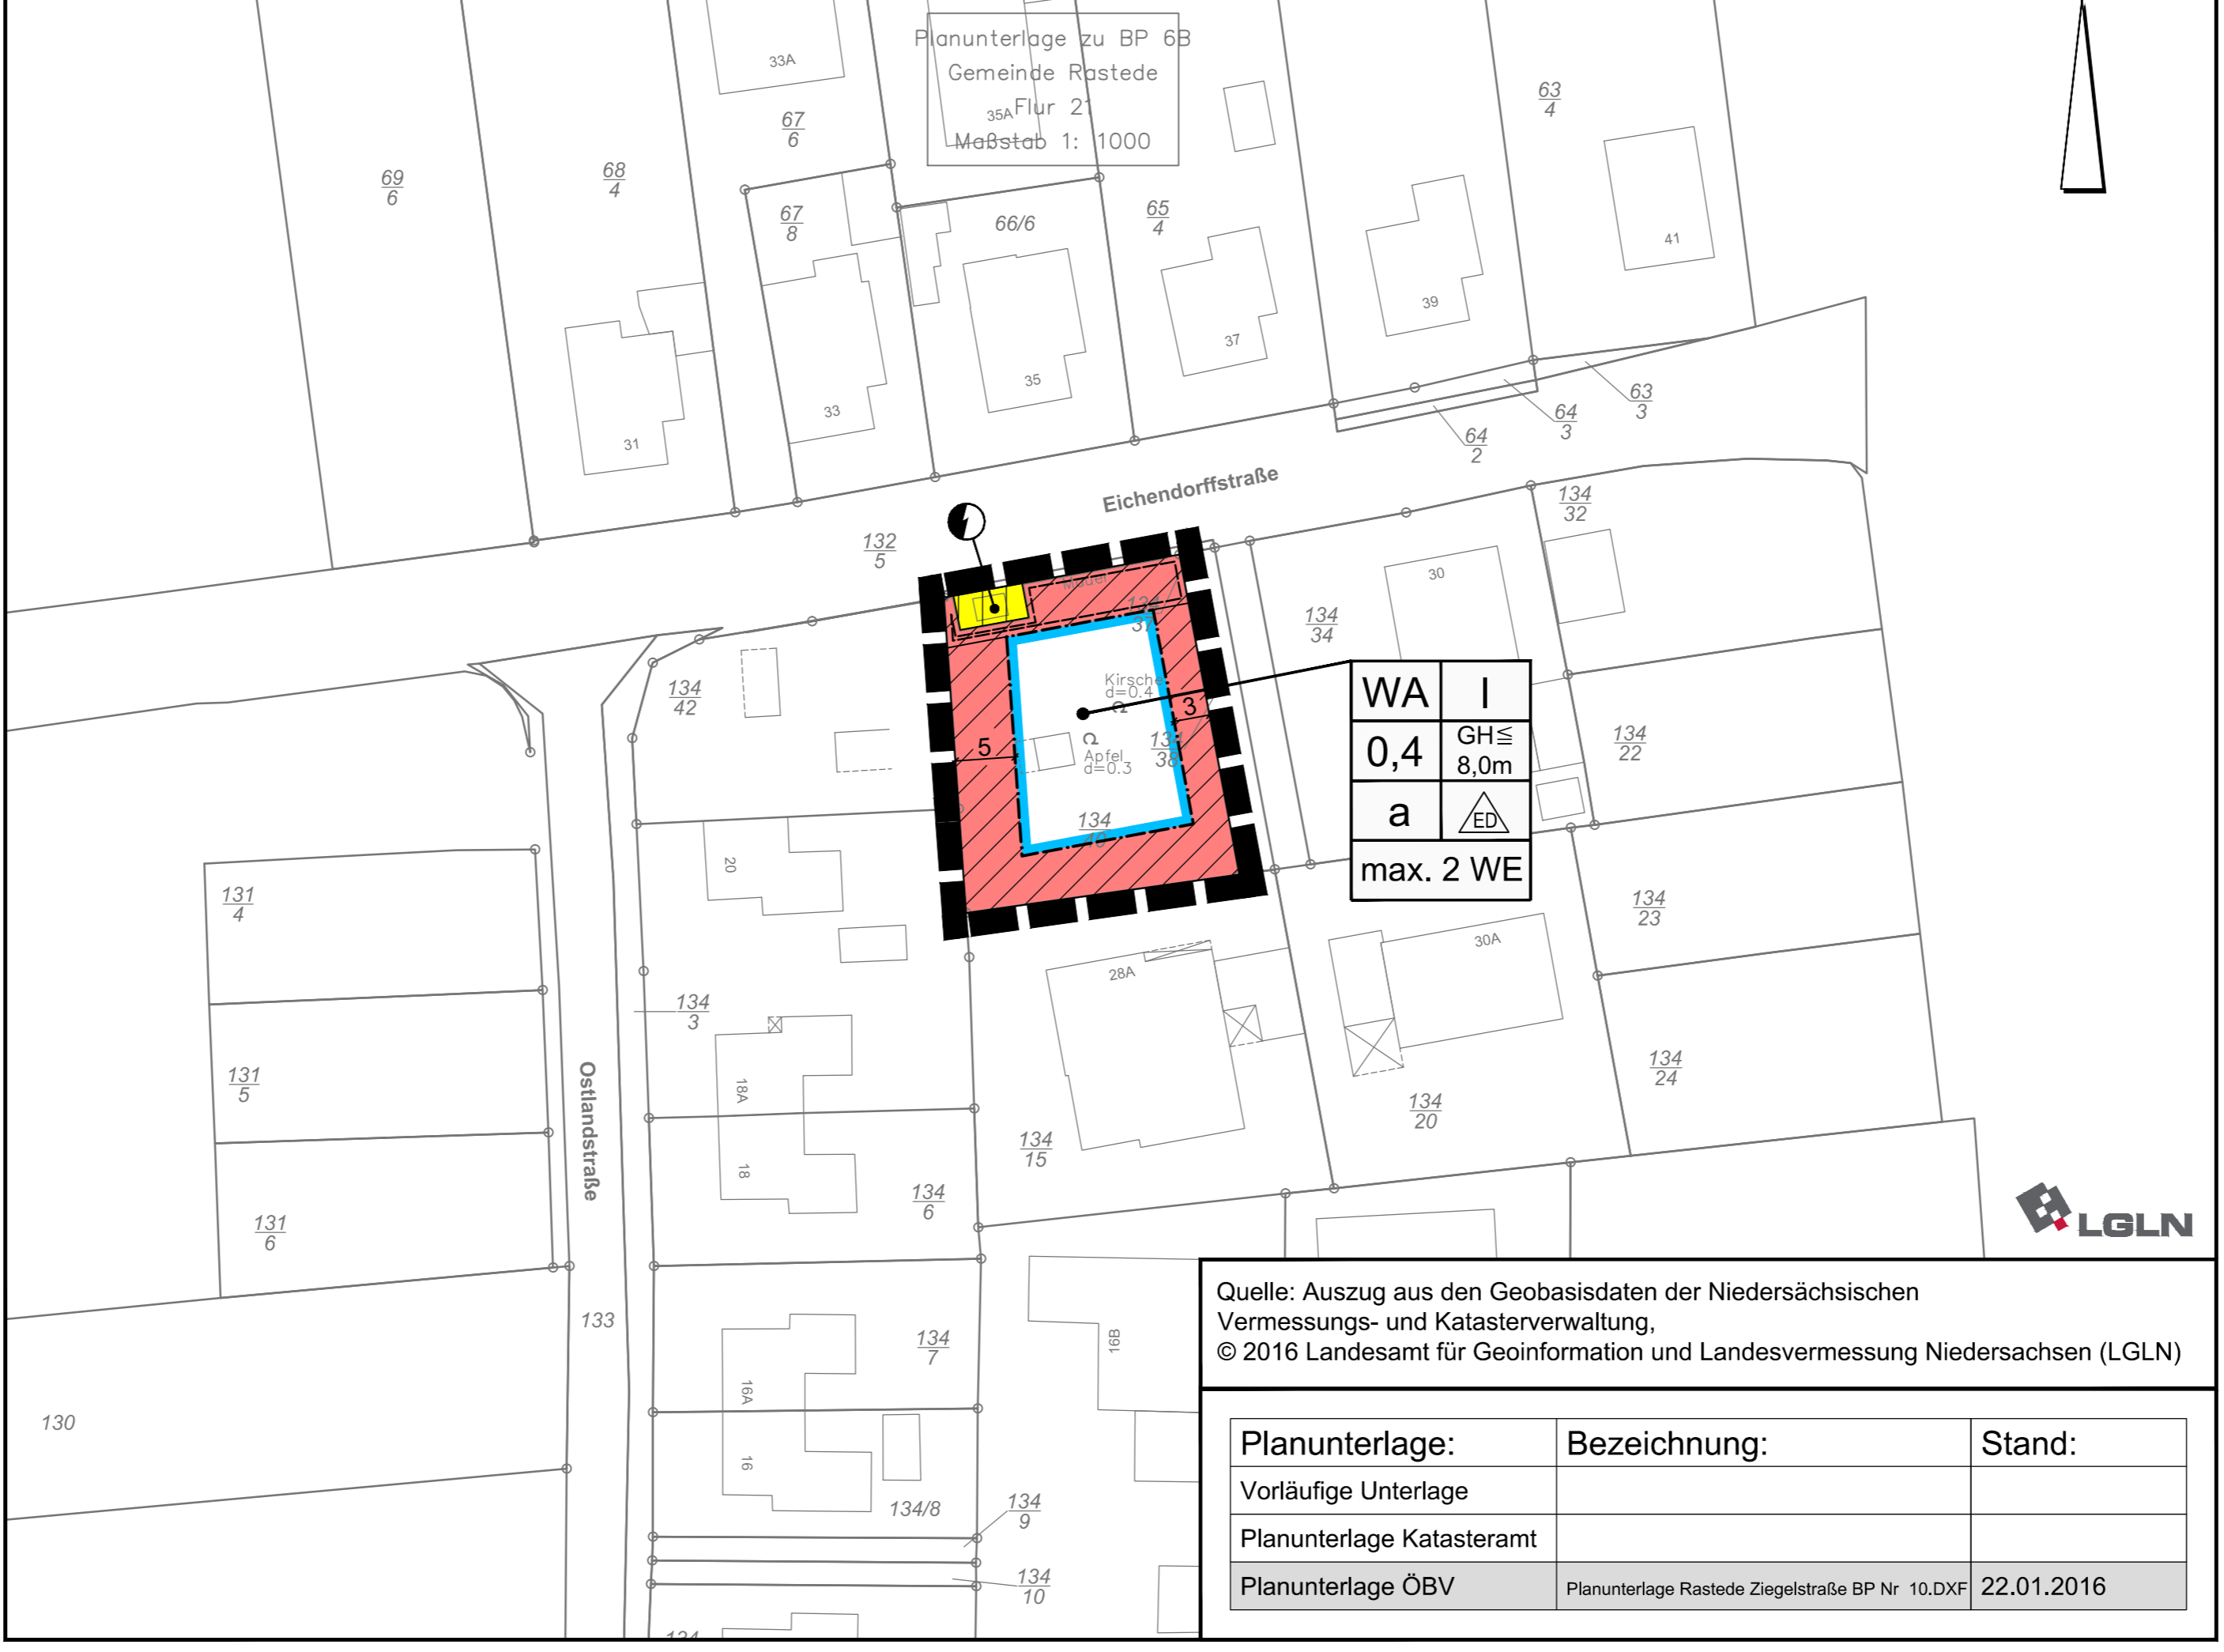 Planunterlage zu BP 6B
Gemeinde Rastede
Flur 21
Maßstab 1: 1000
33A
35A
67
6
63
4
69
6
68
4
67
8
66/6
65
4
41
39
37
35
33
31
63
3
64
3
64
2
Eichendorffstraße
132
5
134
32
30
134
34
Mauer
134
37
134
42
Kirsche
d=0.4
3
5
Apfel
d=0.3
134
38
134
40
WA
I
0,4
GH≦
8,0m
a
ED
max. 2 WE
134
22
20
131
4
134
23
28A
30A
134
3
131
5
Ostlandstraße
18A
134
24
134
20
134
15
18
134
6
131
6
LGLN
133
134
7
16B
16A
130
16
134/8
134
9
134
10
134
Quelle: Auszug aus den Geobasisdaten der Niedersächsischen
Vermessungs- und Katasterverwaltung,
© 2016 Landesamt für Geoinformation und Landesvermessung Niedersachsen (LGLN)
Planunterlage: Bezeichnung: Stand:
Vorläufige Unterlage
Planunterlage Katasteramt
Planunterlage ÖBV Planunterlage Rastede Ziegelstraße BP Nr 10.DXF 22.01.2016